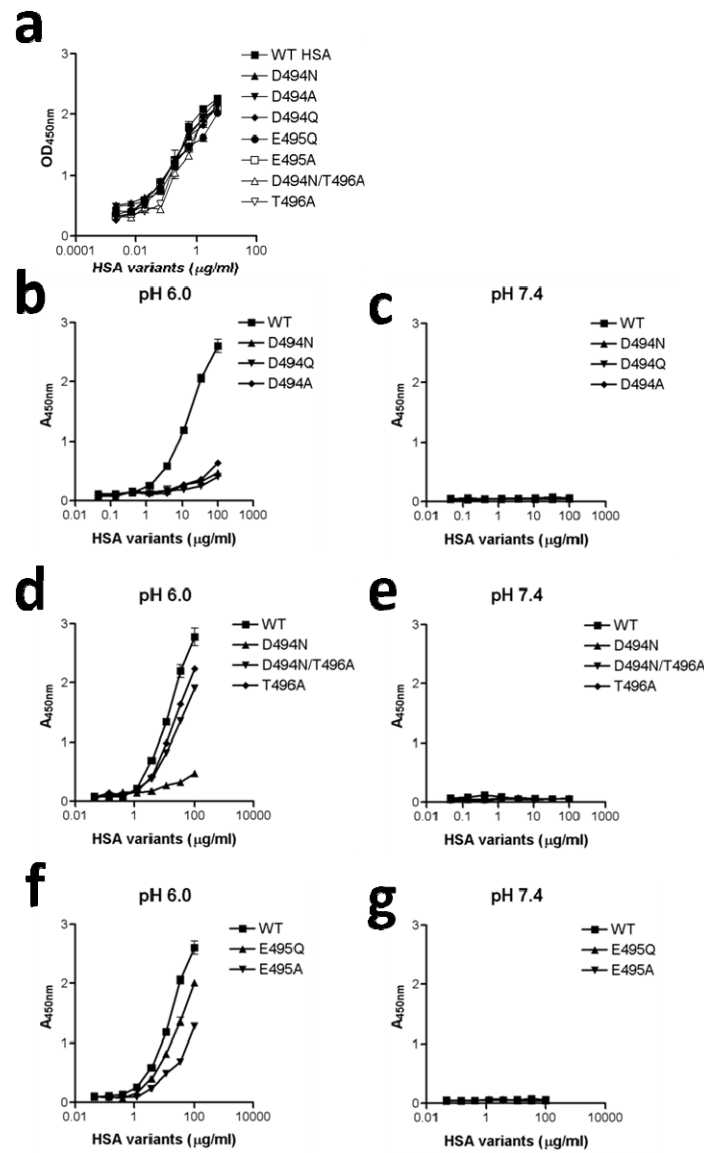 a
3
2
1
0
OD450nm
0.0001
0.01
1
100
HSA variants (μg/ml)
WT HSA
D494N
D494A
D494Q
E495Q
E495A
D494N/T496A
T496A
b
pH 6.0
3
2
1
0
A450nm
0.01
0.1
1
10
100
1000
HSA variants (μg/ml)
WT
D494N
D494Q
D494A
c
pH 7.4
3
2
1
0
A450nm
0.01
0.1
1
10
100
1000
HSA variants (μg/ml)
WT
D494N
D494Q
D494A
d
pH 6.0
3
2
1
0
A450nm
0.01
1
100
10000
HSA variants (μg/ml)
WT
D494N
D494N/T496A
T496A
e
pH 7.4
3
2
1
0
A450nm
0.01
0.1
1
10
100
1000
HSA variants (μg/ml)
WT
D494N
D494N/T496A
T496A
f
pH 6.0
3
2
1
0
A450nm
0.01
1
100
10000
HSA variants (μg/ml)
WT
E495Q
E495A
g
pH 7.4
3
2
1
0
A450nm
0.01
1
100
10000
HSA variants (μg/ml)
WT
E495Q
E495A